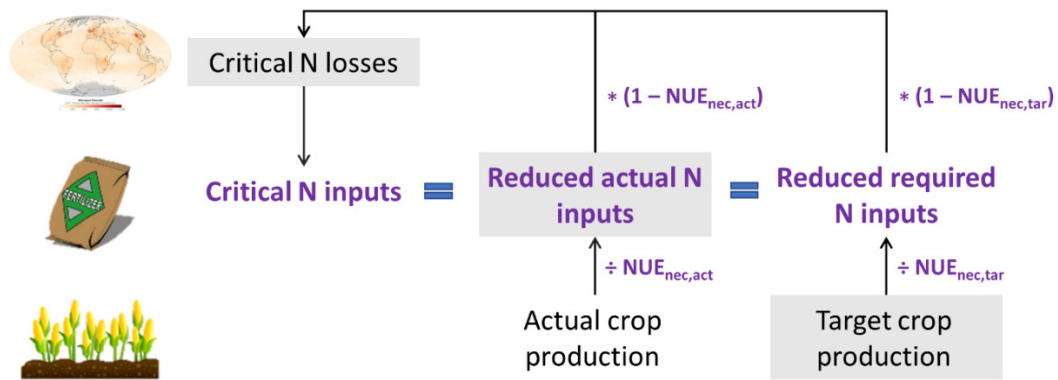 Critical N losses
* (1 – NUEnec,act)
* (1 – NUEnec,tar)
FERTILIZER
Critical N inputs
=
Reduced actual N
inputs
=
Reduced required
N inputs
÷ NUEnec,act
÷ NUEnec,tar
Actual crop
production
Target crop
production